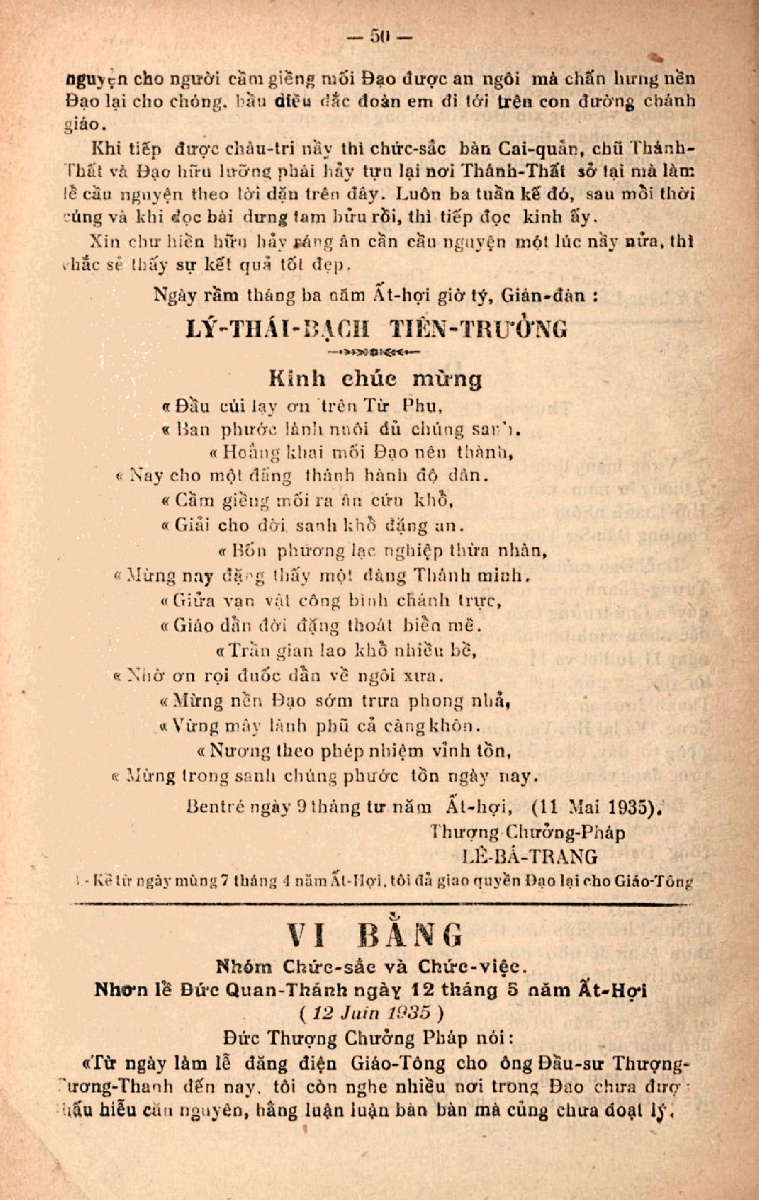 — 50 —
nguyện cho người cầm giềng mối Đạo được an ngôi mà chấn hưng nền
Đạo lại cho chóng. bầu diều dắc đoàn em đi tới trên con đường chánh
giáo.
Khi tiếp được châu-tri nầy thì chức-sắc bàn Cai-quản, chũ Thánh-
Thất và Đạo hữu lưỡng phái hảy tựu lại nơi Thánh-Thất sở tại mà làm
lễ cầu nguyện theo lời dặn trên đây. Luôn ba tuần kế đó, sau mỗi thời
cúng và khi đọc bài dưng tam bửu rồi, thì tiếp đọc kinh ấy.
Xin chư hiền hữu hảy ráng ân cần cầu nguyện một lúc nầy nửa, thì
chắc sẻ thấy sự kết quả tốt đẹp.
Ngày rằm tháng ba năm Ất-hợi giờ tý, Gián-đàn :
LÝ-THÁI-BẠCH TIÊN-TRƯỞNG
Kinh chúc mừng
« Đầu cúi lạy ơn trên Từ Phụ,
« Ban phước lành nuôi đủ chúng sanh.
« Hoằng khai mối Đạo nên thành,
« Nay cho một đấng thánh hành độ dẫn.
« Cầm giềng mối ra ân cứu khổ,
« Giải cho đời sanh khổ đặng an.
« Bốn phương lạc nghiệp thừa nhàn,
« Mừng nay đặng thấy một đàng Thánh minh.
« Giửa vạn vật công bình chánh trực,
« Giáo dẫn đời đặng thoát biển mê.
« Trần gian lao khổ nhiều bề,
« Nhờ ơn rọi đuốc dẫn về ngôi xưa.
« Mừng nền Đạo sớm trưa phong nhả,
« Vừng mây lành phũ cả càng khôn.
« Nương theo phép nhiệm vỉnh tồn,
« Mừng trong sanh chúng phước tồn ngày nay.
Bentré ngày 9 tháng tư năm Ất-hợi, (11 Mai 1935).
Thượng Chưởng-Pháp
LÊ-BÁ-TRANG
- Kể từ ngày mùng 7 tháng 4 năm Ất-Hợi, tôi đả giao quyền Đạo lại cho Giáo-Tông
VI BẰNG
Nhóm Chức-sắc và Chức-việc.
Nhơn lễ Đức Quan-Thánh ngày 12 tháng 5 năm Ất-Hợi
( 12 Juin 1935 )
Đức Thượng Chưởng Pháp nói :
«Từ ngày làm lễ đăng điện Giáo-Tông cho ông Đầu-sư Thượng-
Tương-Thanh đến nay, tôi còn nghe nhiều nơi trong Đạo chưa được
thấu hiểu căn nguyên, hằng luận luận bàn bàn mà củng chưa đoạt lý.